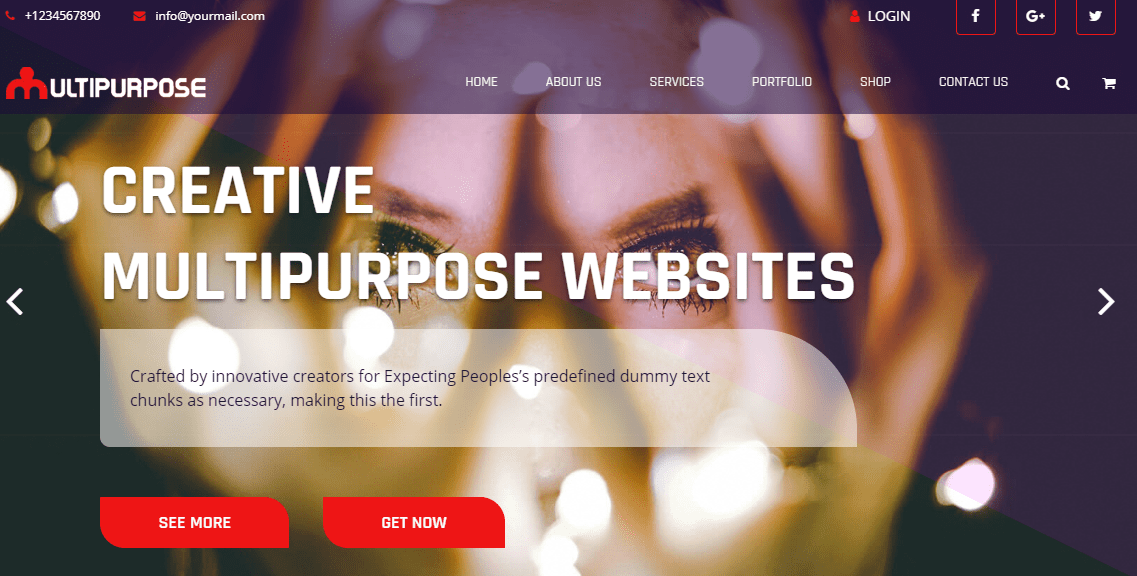 +1234567890 info@yourmail.com LOGIN f G+
MULTIPURPOSE HOME ABOUT US SERVICES PORTFOLIO SHOP CONTACT US
CREATIVE
MULTIPURPOSE WEBSITES
Crafted by innovative creators for Expecting Peoples’s predefined dummy text
chunks as necessary, making this the first.
SEE MORE GET NOW